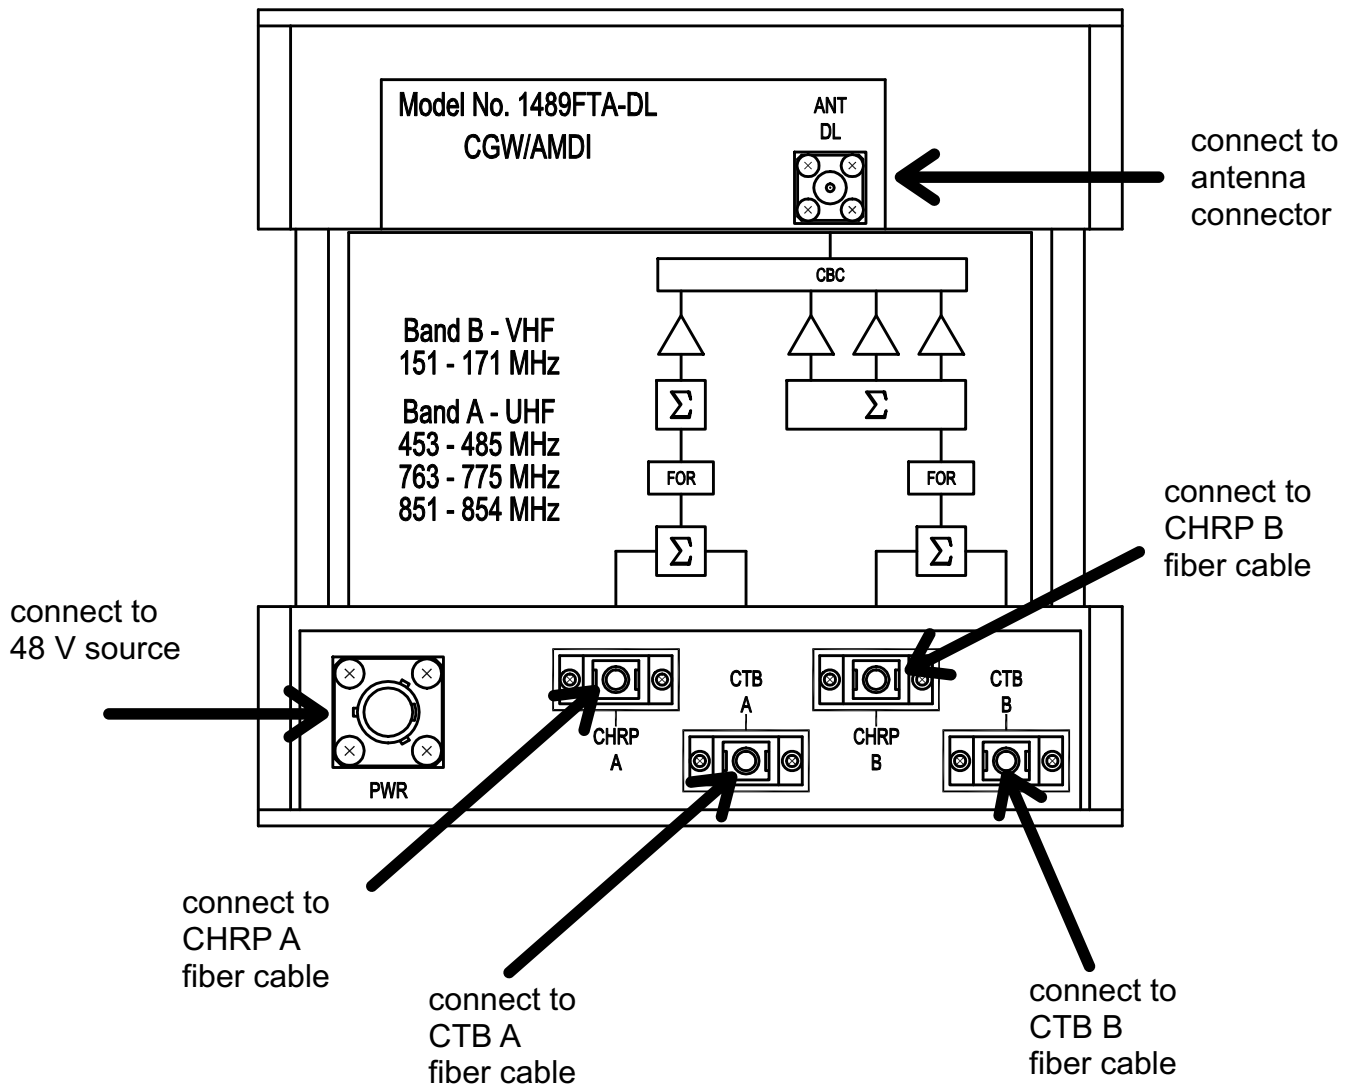 Model No. 1489FTA-DL
CGW/AMDI
ANT
DL
connect to
antenna
connector
CBC
Band B - VHF
151 - 171 MHz
Band A - UHF
453 - 485 MHz
763 - 775 MHz
851 - 854 MHz
Σ
Σ
FOR
FOR
Σ
Σ
connect to
CHRP B
fiber cable
connect to
48 V source
PWR
CHRP
A
CTB
A
CHRP
B
CTB
B
connect to
CHRP A
fiber cable
connect to
CTB A
fiber cable
connect to
CTB B
fiber cable